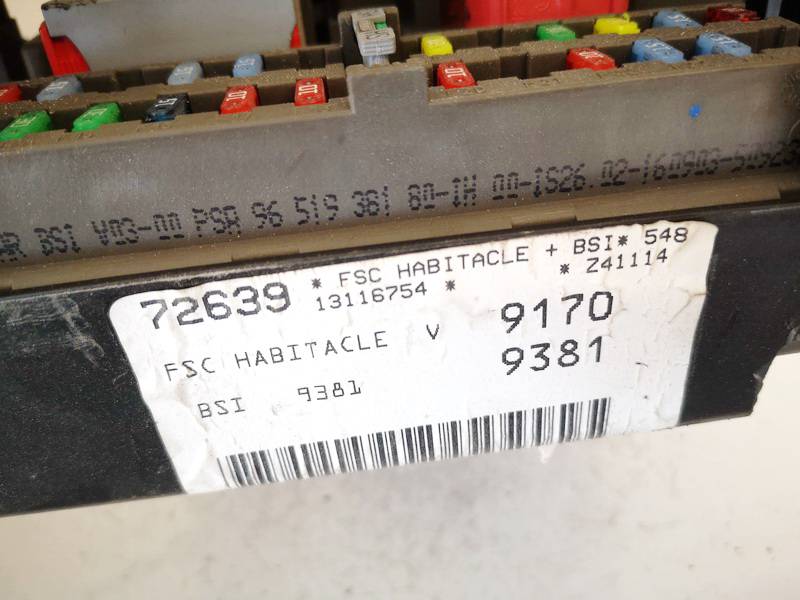 BSI V03-00 PSA 96 519 381 80-1H 00-1S26.02-160903-
72639 * FSC HABITACLE + BSI* 548
13116754 * * Z41114
FSC HABITACLE V 9170
BSI 9381 9381